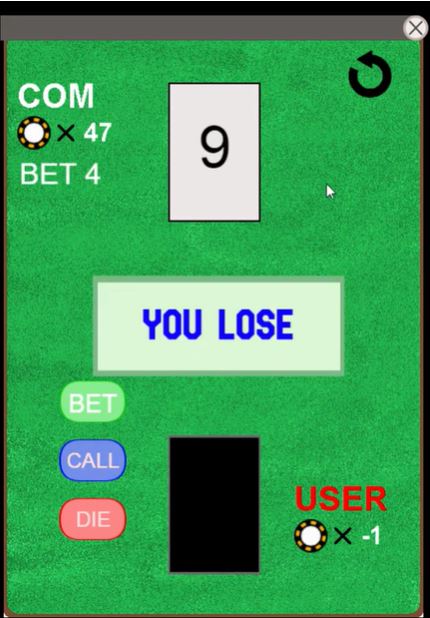 COM
× 47
BET 4
9
YOU LOSE
BET
CALL
DIE
USER
× -1